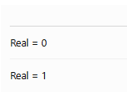 Real = 0
Real = 1